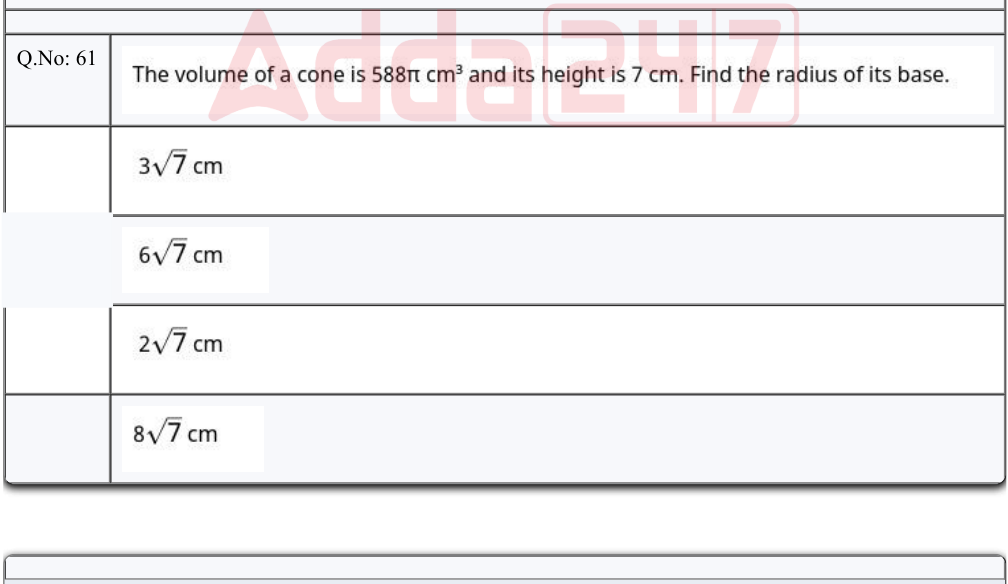 Adda247
Q.No: 61
The volume of a cone is 588π cm³ and its height is 7 cm. Find the radius of its base.
3√7 cm
6√7 cm
2√7 cm
8√7 cm